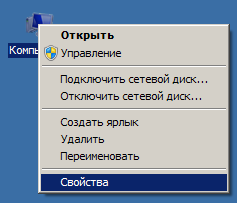 Компь
Открыть
Управление
Подключить сетевой диск...
Отключить сетевой диск...
Создать ярлык
Удалить
Переименовать
Свойства